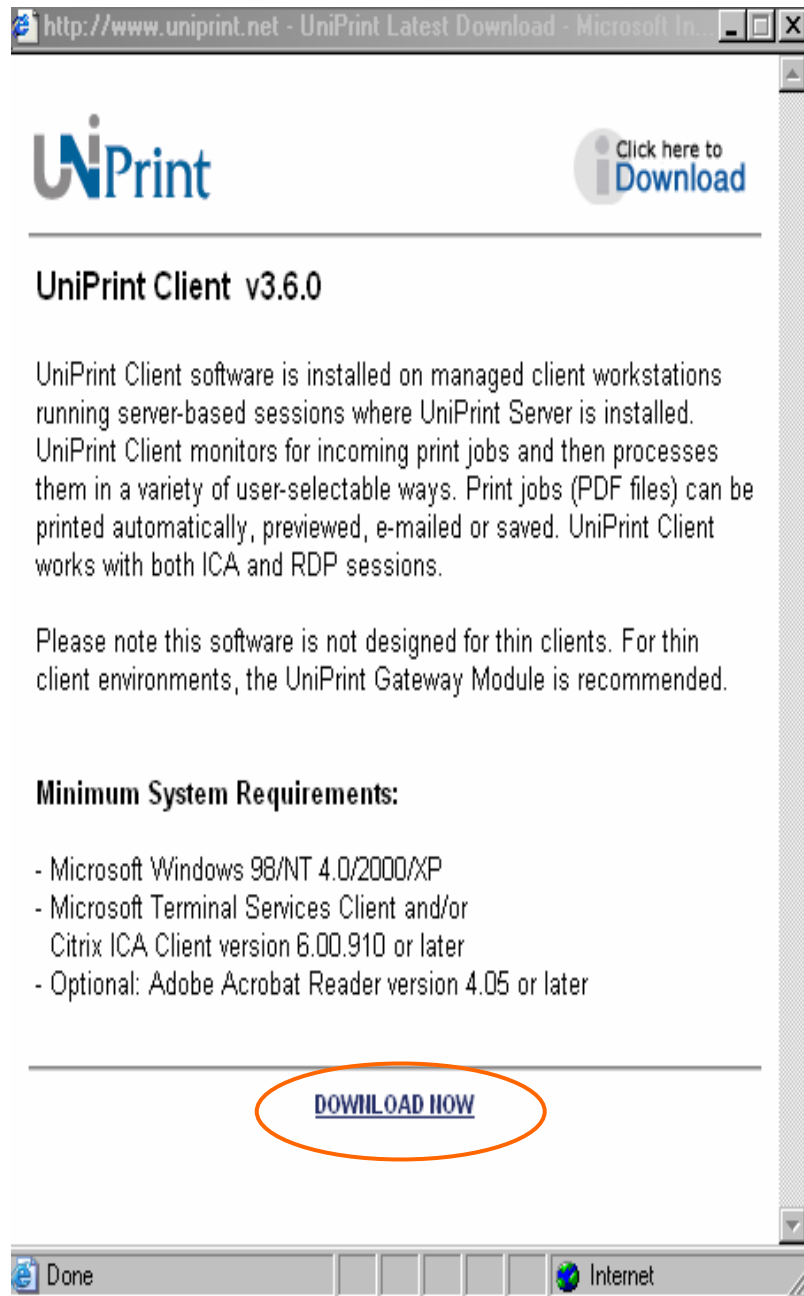 http://www.uniprint.net - UniPrint Latest Download - Microsoft In...
UniPrint
Click here to
Download
UniPrint Client v3.6.0
UniPrint Client software is installed on managed client workstations
running server-based sessions where UniPrint Server is installed.
UniPrint Client monitors for incoming print jobs and then processes
them in a variety of user-selectable ways. Print jobs (PDF files) can be
printed automatically, previewed, e-mailed or saved. UniPrint Client
works with both ICA and RDP sessions.
Please note this software is not designed for thin clients. For thin
client environments, the UniPrint Gateway Module is recommended.
Minimum System Requirements:
- Microsoft Windows 98/NT 4.0/2000/XP
- Microsoft Terminal Services Client and/or
Citrix ICA Client version 6.00.910 or later
- Optional: Adobe Acrobat Reader version 4.05 or later
DOWNLOAD NOW
Done
Internet